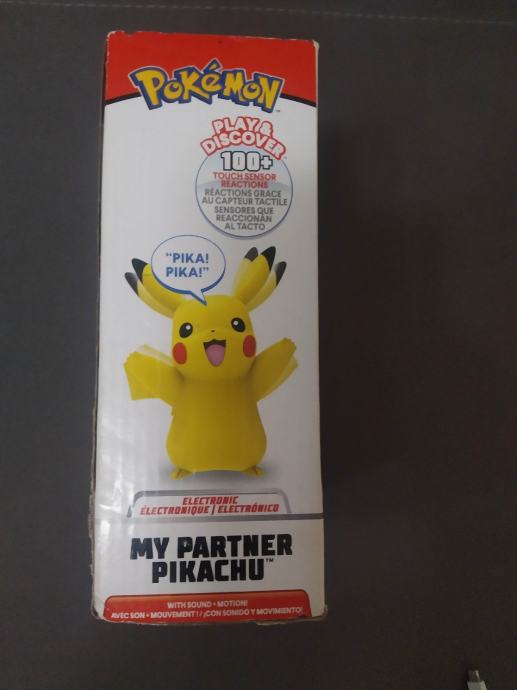 POKéMON
PLAY &
DISCOVER
100+
TOUCH SENSOR
REACTIONS
RÉACTIONS GRACE
AU CAPTEUR TACTILE
SENSORES QUE
REACCIONAN
AL TACTO
"PIKA!
PIKA!"
ELECTRONIC
ÉLECTRONIQUE | ELECTRÓNICO
MY PARTNER
PIKACHU™
WITH SOUND + MOTION!
AVEC SON + MOUVEMENT! / ¡CON SONIDO Y MOVIMIENTO!